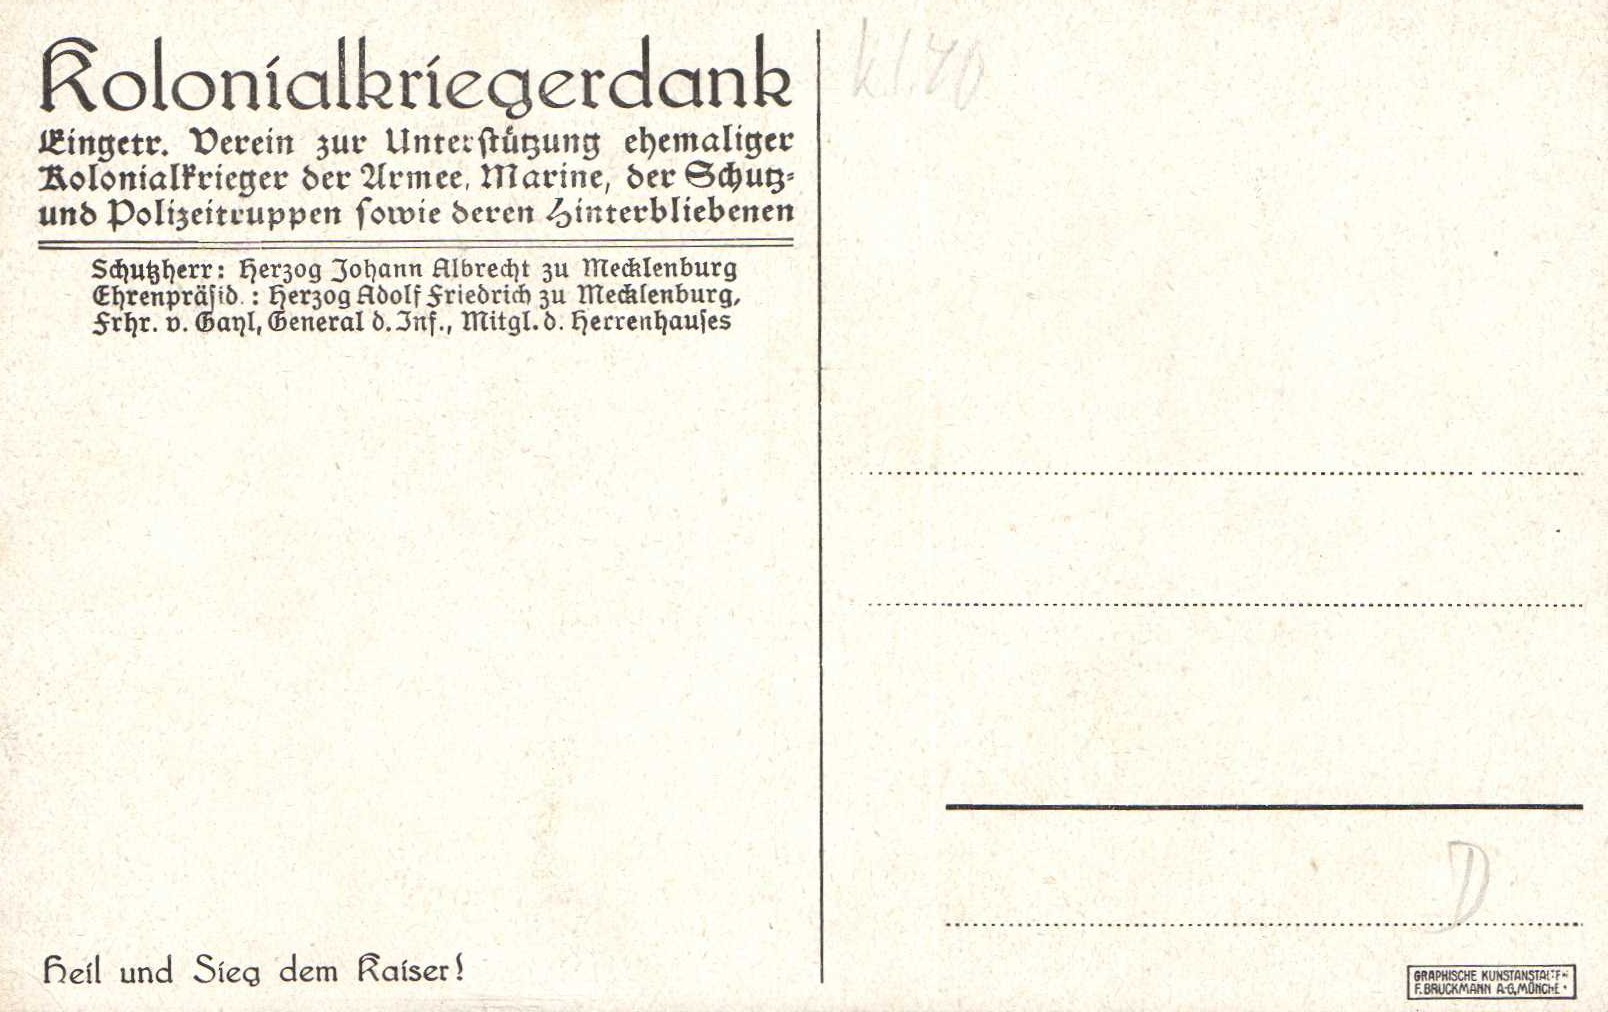 Kolonialkriegerdank
Eingetr. Verein zur Unterstützung ehemaliger
Kolonialkrieger der Armee, Marine, der Schutz-
und Polizeitruppen sowie deren Hinterbliebenen
Schutzherr: Herzog Johann Albrecht zu Mecklenburg
Ehrenpräsid.: Herzog Adolf Friedrich zu Mecklenburg,
Frhr. v. Gayl, General d. Inf., Mitgl. d. Herrenhauses
Heil und Sieg dem Kaiser!
D
GRAPHISCHE KUNSTANSTALTEN
F. BRUCKMANN A-G, MÜNCHEN